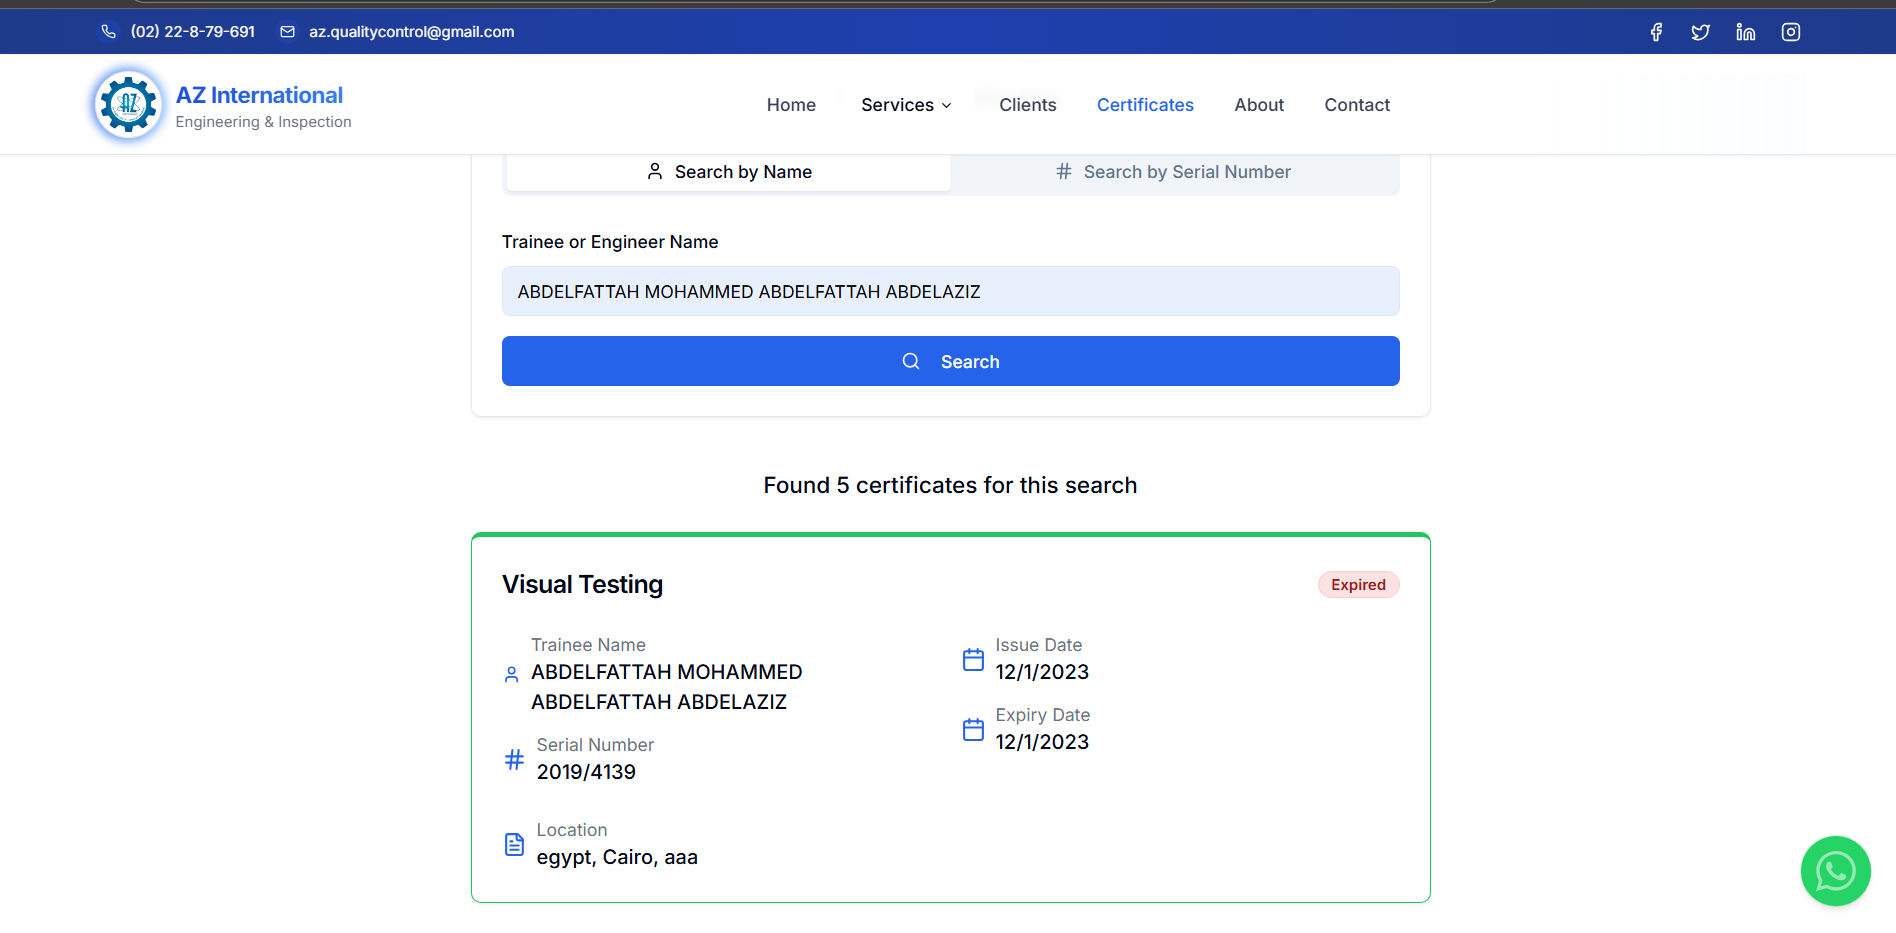 (02) 22-8-79-691 az.qualitycontrol@gmail.com
AZ
AZ International
Engineering & Inspection
Home Services Clients Certificates About Contact
Search by Name Search by Serial Number
Trainee or Engineer Name
ABDELFATTAH MOHAMMED ABDELFATTAH ABDELAZIZ
Search
Found 5 certificates for this search
Visual Testing Expired
Trainee Name
ABDELFATTAH MOHAMMED
ABDELFATTAH ABDELAZIZ
Serial Number
2019/4139
Location
egypt, Cairo, aaa
Issue Date
12/1/2023
Expiry Date
12/1/2023